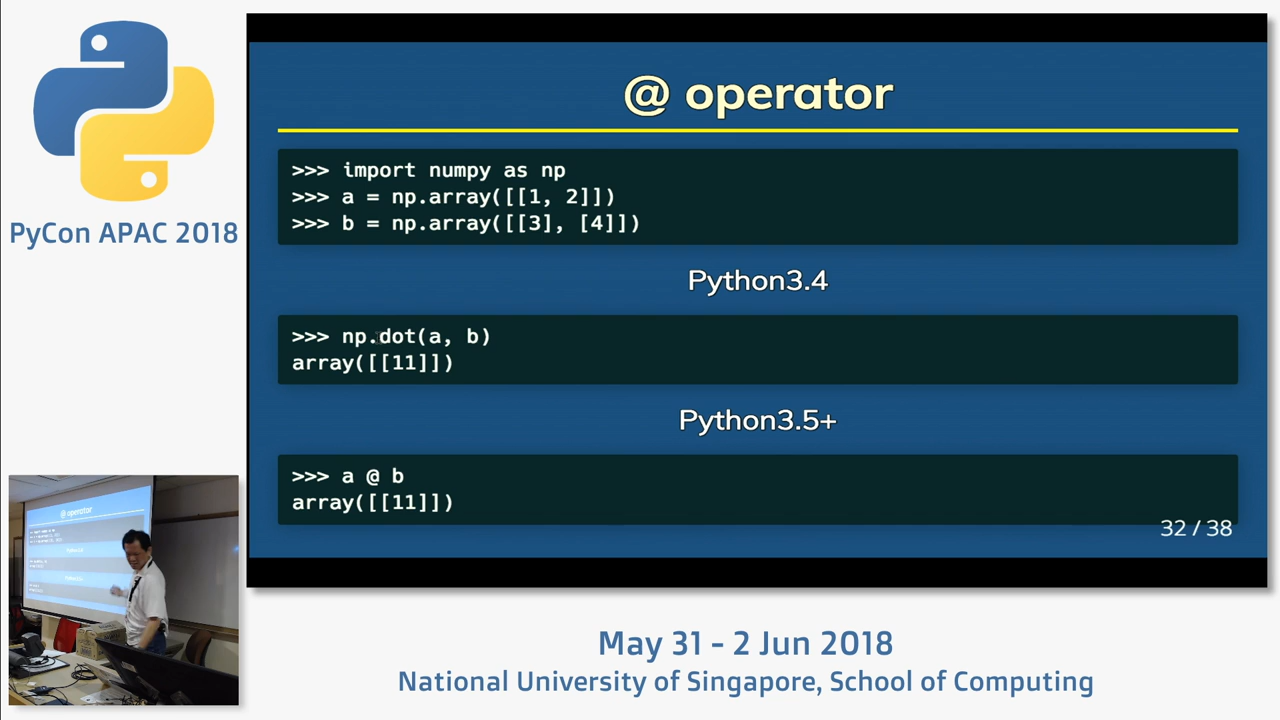 PyCon APAC 2018
@ operator
>>> import numpy as np
>>> a = np.array([[1, 2]])
>>> b = np.array([[3], [4]])
Python3.4
>>> np.dot(a, b)
array([[11]])
Python3.5+
>>> a @ b
array([[11]])
32 / 38
@ operator
May 31 - 2 Jun 2018
National University of Singapore, School of Computing